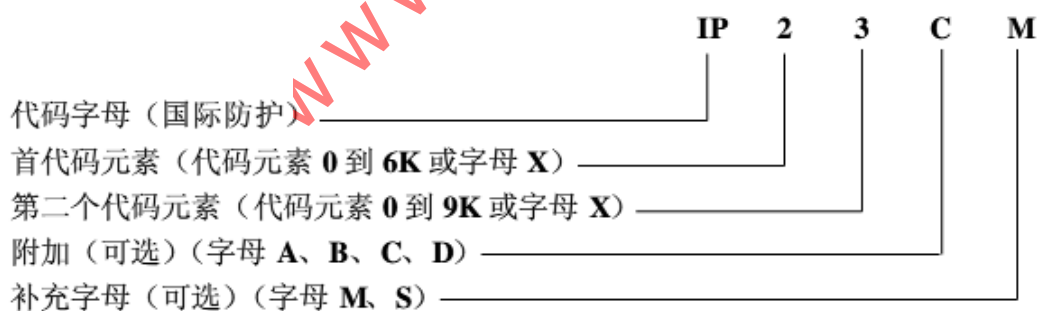 IP 2 3 C M
代码字母（国际防护）
首代码元素（代码元素 0 到 6K 或字母 X）
第二个代码元素（代码元素 0 到 9K 或字母 X）
附加（可选）（字母 A、B、C、D）
补充字母（可选）（字母 M、S）
WW